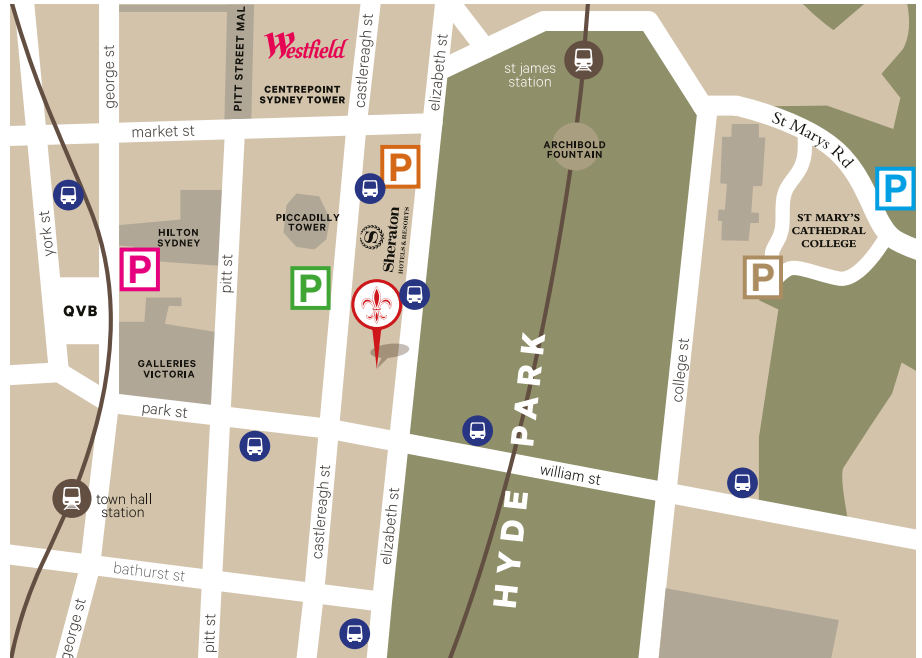 george st
PITT STREET MAL
Westfield
CENTREPOINT
SYDNEY TOWER
castlereagh st
elizabeth st
st james
station
market st
ARCHIBOLD
FOUNTAIN
St Marys Rd
P
P
york st
HILTON
SYDNEY
pitt st
PICCADILLY
TOWER
S
Sheraton
HOTELS & RESORTS
ST MARY'S
CATHEDRAL
COLLEGE
P
P
P
QVB
GALLERIES
VICTORIA
college st
park st
HYDE PARK
william st
town hall
station
castlereagh st
elizabeth st
bathurst st
george st
pitt st